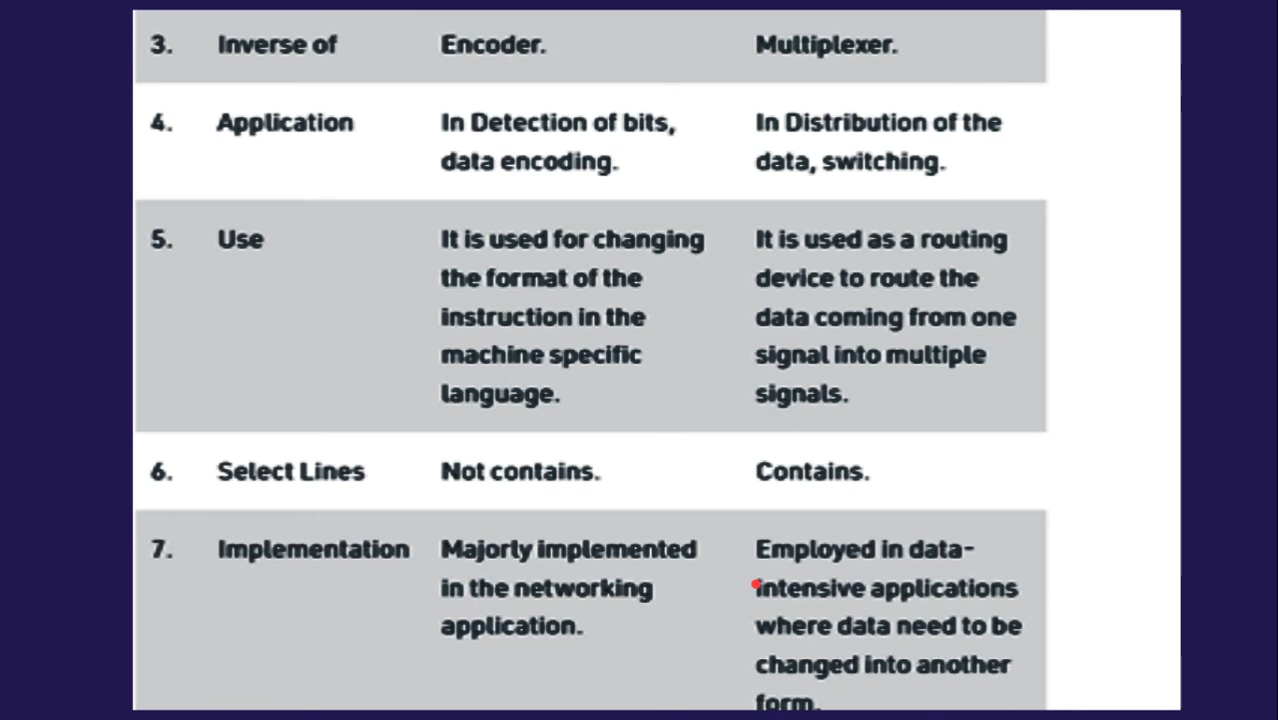 3. Inverse of Encoder. Multiplexer.
4. Application In Detection of bits, In Distribution of the
data encoding. data, switching.
5. Use It is used for changing It is used as a routing
the format of the device to route the
instruction in the data coming from one
machine specific signal into multiple
language. signals.
6. Select Lines Not contains. Contains.
7. Implementation Majorly implemented Employed in data-
in the networking intensive applications
application. where data need to be
changed into another
form.